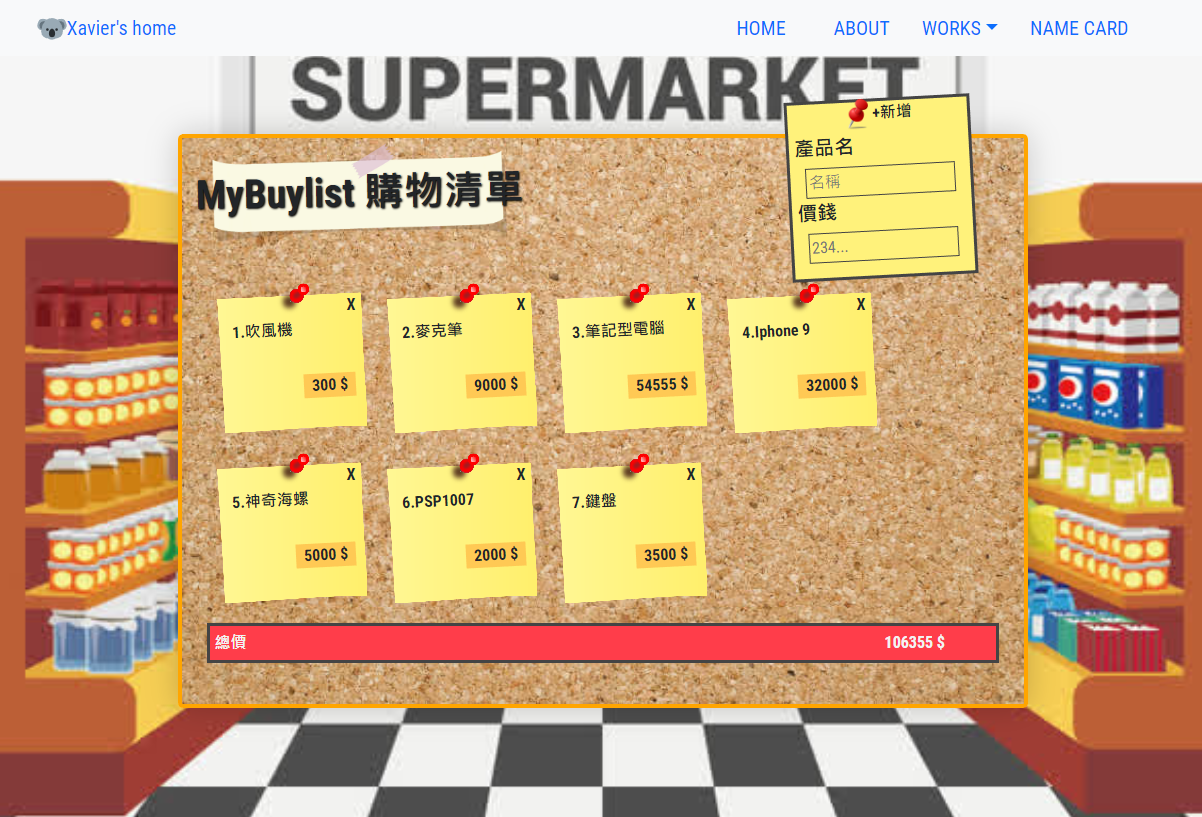 Xavier's home
HOME
ABOUT
WORKS
NAME CARD
SUPERMARKET
+新增
產品名
名稱
價錢
234...
MyBuylist 購物清單
X
1.吹風機
300 $
X
2.麥克筆
9000 $
X
3.筆記型電腦
54555 $
X
4.Iphone 9
32000 $
X
5.神奇海螺
5000 $
X
6.PSP1007
2000 $
X
7.鍵盤
3500 $
總價
106355 $